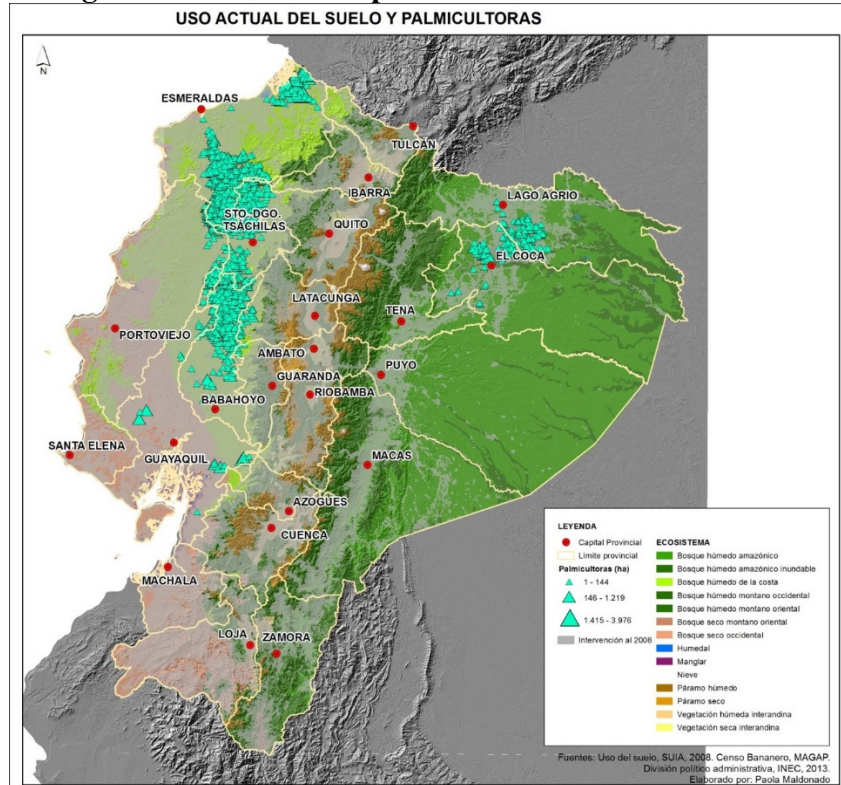 USO ACTUAL DEL SUELO Y PALMICULTORAS
N
ESMERALDAS
TULCÁN
IBARRA
LAGO AGRIO
STO. DGO.
TSÁCHILAS
QUITO
EL COCA
LATACUNGA
TENA
PORTOVIEJO
AMBATO
PUYO
GUARANDA
RIOBAMBA
BABAHOYO
SANTA ELENA
GUAYAQUIL
MACAS
AZOGUES
CUENCA
MACHALA
LOJA
ZAMORA
LEYENDA
Capital Provincial
Límite provincial
Palmicultoras (ha)
1 - 144
146 - 1.219
1.415 - 3.976
Intervención al 2008
ECOSISTEMA
Bosque húmedo amazónico
Bosque húmedo amazónico inundable
Bosque húmedo de la costa
Bosque húmedo montano occidental
Bosque húmedo montano oriental
Bosque seco montano oriental
Bosque seco occidental
Humedal
Manglar
Nieve
Páramo húmedo
Páramo seco
Vegetación húmeda interandina
Vegetación seca interandina
Fuentes: Uso del suelo, SUIA, 2008. Censo Bananero, MAGAP.
División político administrativa, INEC, 2013.
Elaborado por: Paola Maldonado